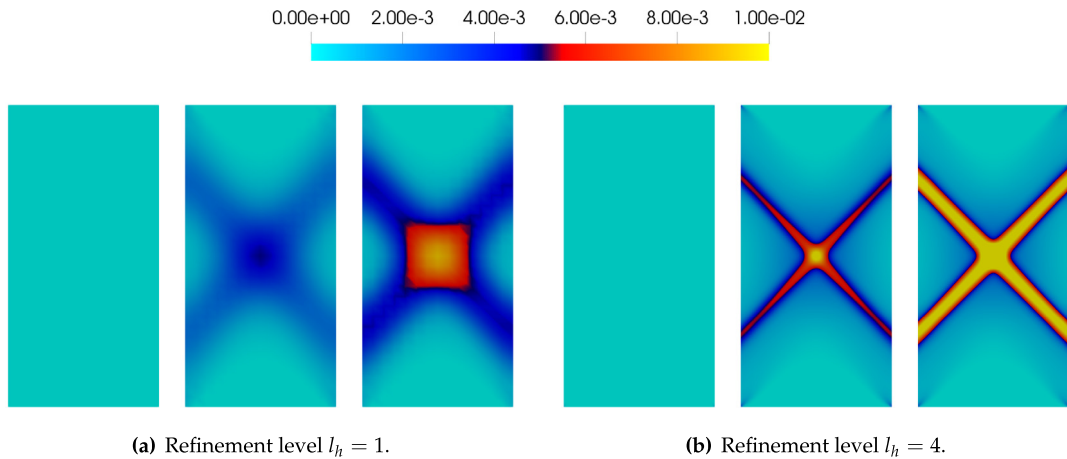 0.00e+00 2.00e-3 4.00e-3 6.00e-3 8.00e-3 1.00e-02
(a) Refinement level l_h = 1.
(b) Refinement level l_h = 4.